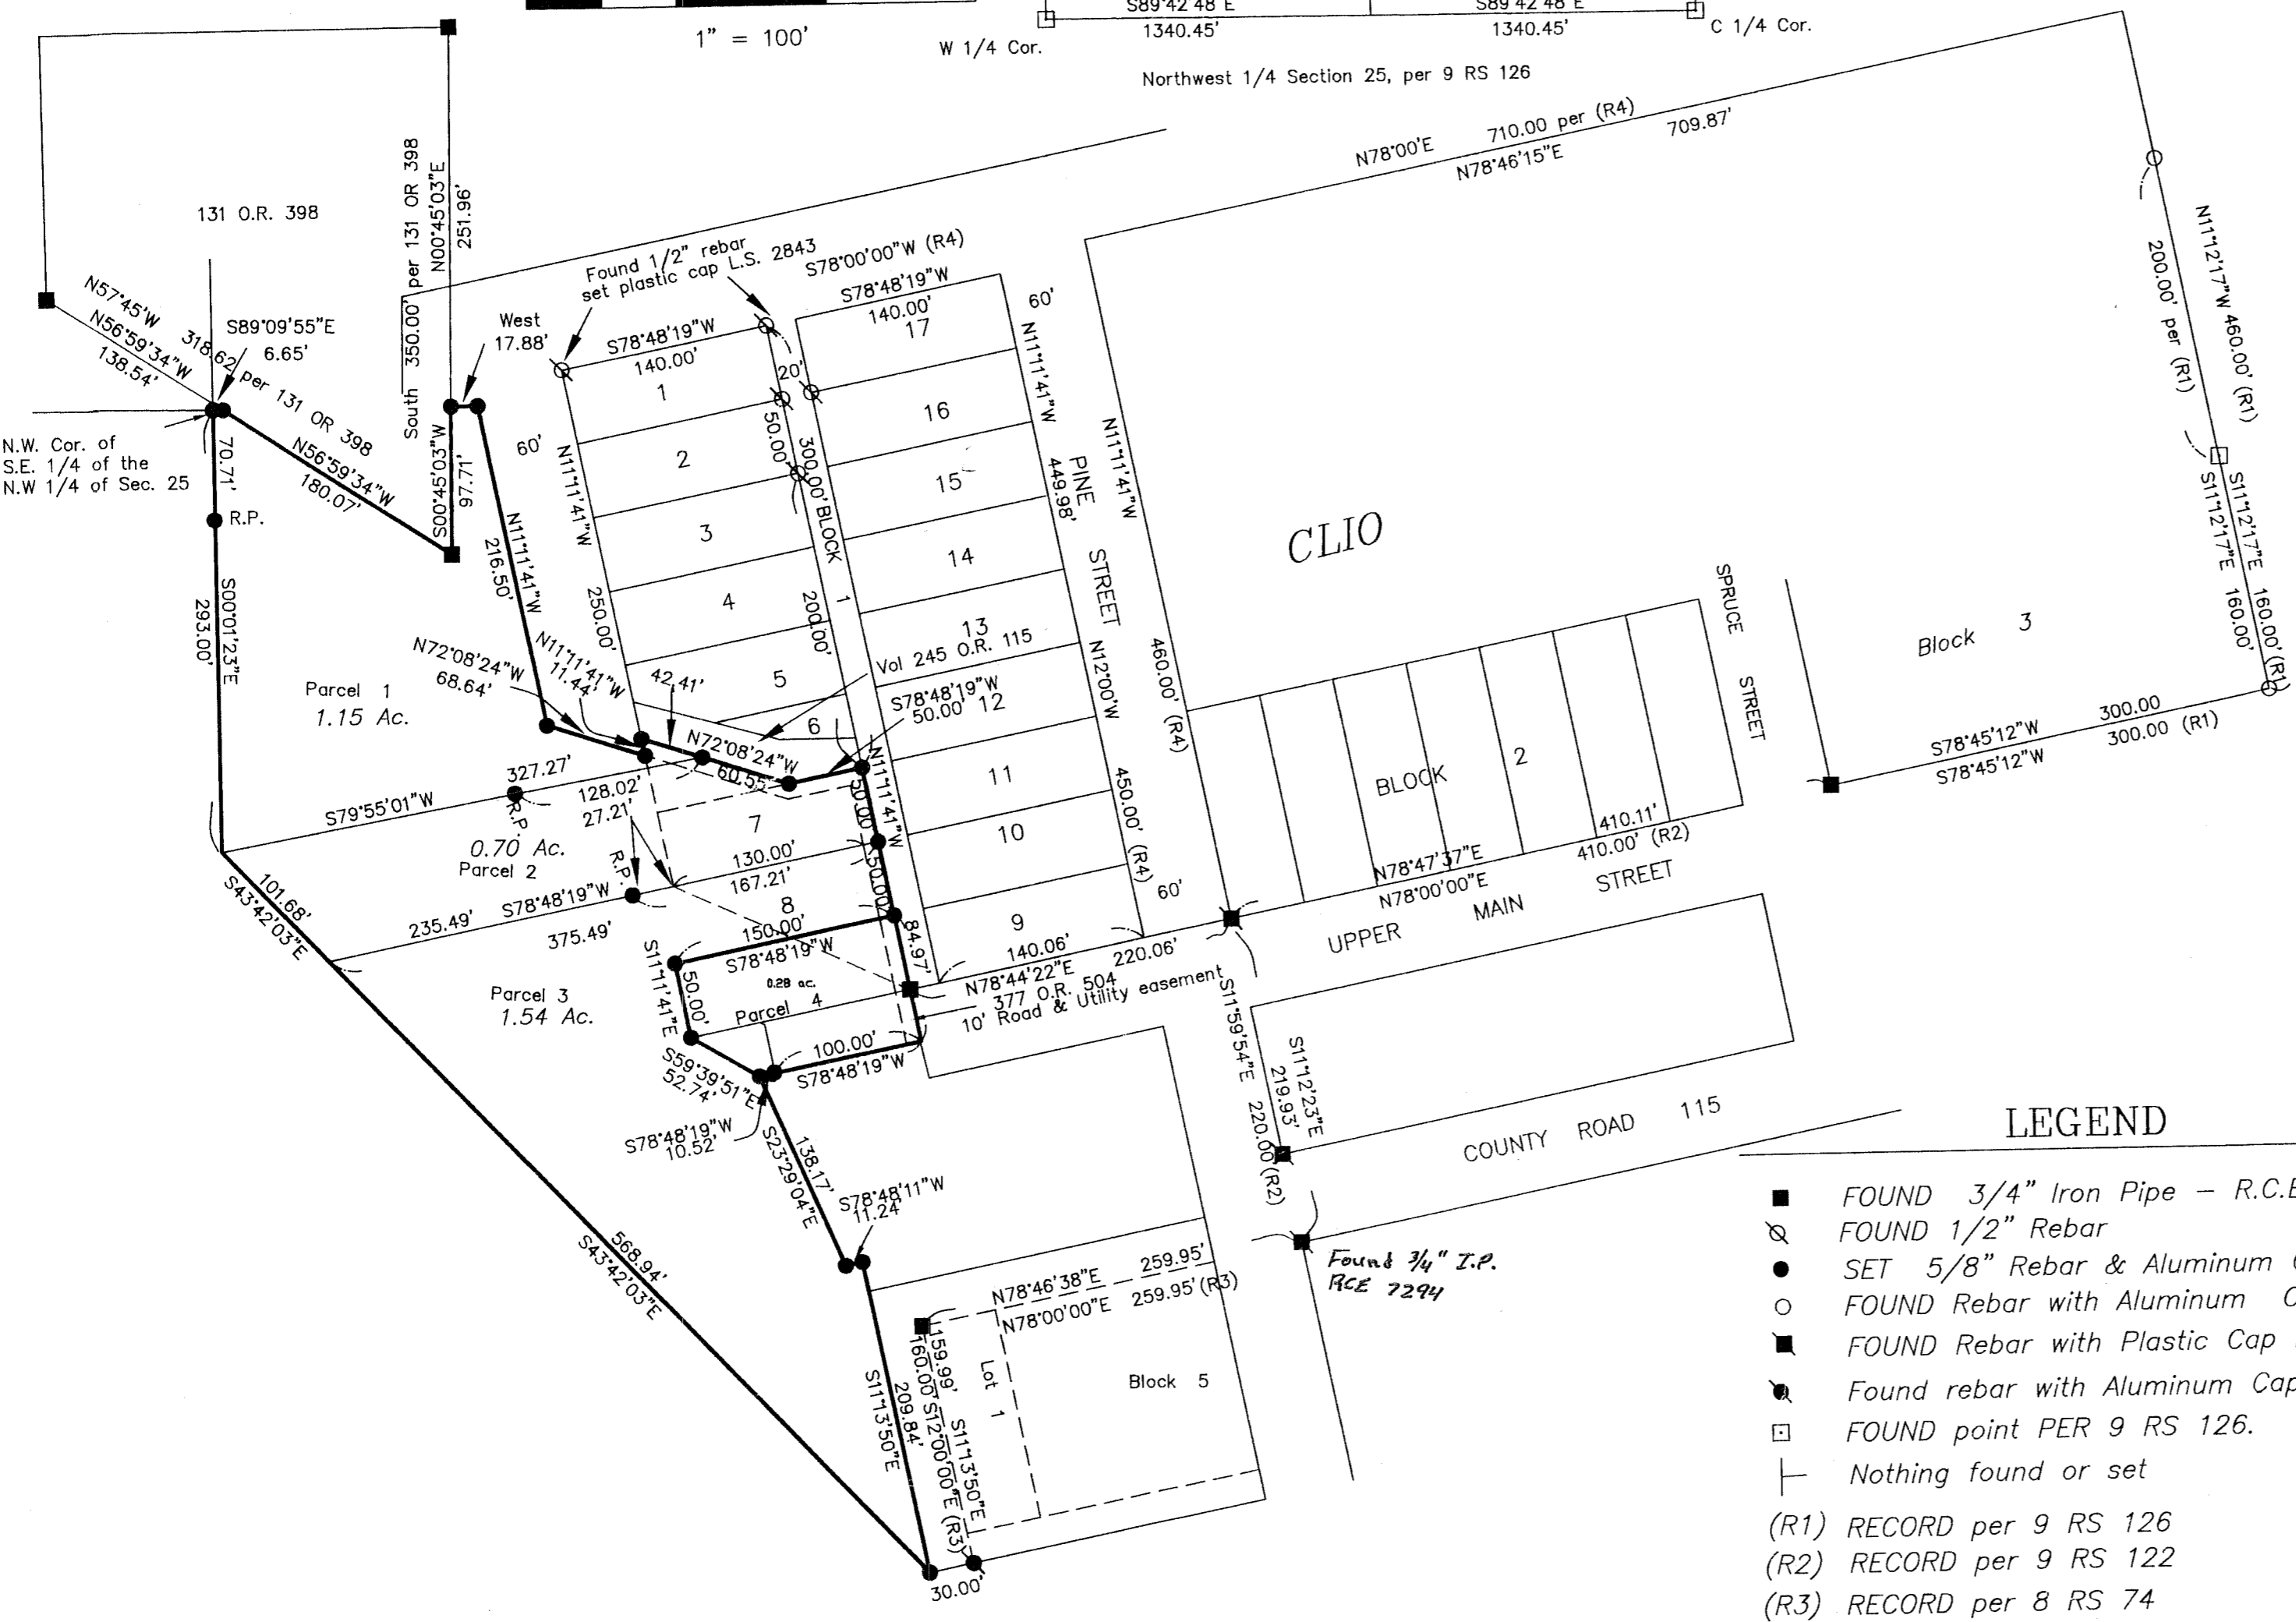 1" = 100'
S89°42'48"E
1340.45'
S89°42'48"E
1340.45'
W 1/4 Cor.
C 1/4 Cor.
Northwest 1/4 Section 25, per 9 RS 126
131 O.R. 398
South 350.00' per 131 OR 398
N00°45'03"E
251.96'
N57°45'W 318.62 per 131 OR 398
N56°59'34"W
138.54'
S89°09'55"E
6.65'
N.W. Cor. of
S.E. 1/4 of the
N.W 1/4 of Sec. 25
70.71'
R.P.
N56°59'34"W
180.07'
S00°45'03"W
97.71'
West
17.88'
Found 1/2" rebar
set plastic cap L.S. 2843
S78°00'00"W (R4)
S78°48'19"W
140.00'
S78°48'19"W
140.00'
17
60'
20'
1
16
50.00'
300.00'
BLOCK 1
200.00'
60'
N11°11'41"W
250.00'
2
15
3
14
4
13
5
6
12
N11°11'41"W
449.98'
PINE STREET
N12°00'W
450.00' (R4)
N11°11'41"W
460.00' (R4)
N78°00'E 710.00 per (R4)
N78°46'15"E 709.87'
CLIO
N11°12'17"W 460.00' (R1)
200.00' per (R1)
S11°12'17"E 160.00' (R1)
S11°12'17"E 160.00'
SPRUCE STREET
Block 3
S78°45'12"W 300.00
S78°45'12"W 300.00 (R1)
BLOCK 2
410.11'
410.00' (R2)
N78°47'37"E
N78°00'00"E
UPPER MAIN STREET
N11°11'41"W
216.50'
S00°01'23"E
293.00'
N72°08'24"W
68.64'
N11°11'41"W
11.44'
42.41'
Vol 245 O.R. 115
S78°48'19"W
50.00'
N72°08'24"W
60.55'
Parcel 1
1.15 Ac.
327.27'
S79°55'01"W
128.02'
R.P.
27.21'
0.70 Ac.
Parcel 2
R.P.
7
130.00'
167.21'
50.00
N11°11'41"W
50.00'
84.97'
11
10
9
60'
8
S78°48'19"W
235.49'
375.49'
150.00'
S78°48'19"W
101.68'
S43°42'03"E
140.06'
220.06'
N78°44'22"E
377 O.R. 504
10' Road & Utility easement
Parcel 3
1.54 Ac.
S11°11'41"E
50.00'
0.28 ac.
Parcel 4
100.00'
S78°48'19"W
S59°39'51"E
52.74'
S78°48'19"W
10.52'
138.17'
S23°29'04"E
S78°48'11"W
11.24'
S11°59'54"E 220.00 (R2)
S11°12'23"E
219.93'
COUNTY ROAD 115
Found 3/4" I.P.
RCE 7294
568.94'
S43°42'03"E
N78°46'38"E 259.95'
N78°00'00"E 259.95' (R3)
159.99' S11°13'50"E
160.00' S12°00'00"E (R3)
Lot 1
Block 5
S11°13'50"E
209.84'
30.00'
LEGEND
FOUND 3/4" Iron Pipe – R.C.E
FOUND 1/2" Rebar
SET 5/8" Rebar & Aluminum
FOUND Rebar with Aluminum
FOUND Rebar with Plastic Cap
Found rebar with Aluminum Cap
FOUND point PER 9 RS 126.
Nothing found or set
(R1) RECORD per 9 RS 126
(R2) RECORD per 9 RS 122
(R3) RECORD per 8 RS 74